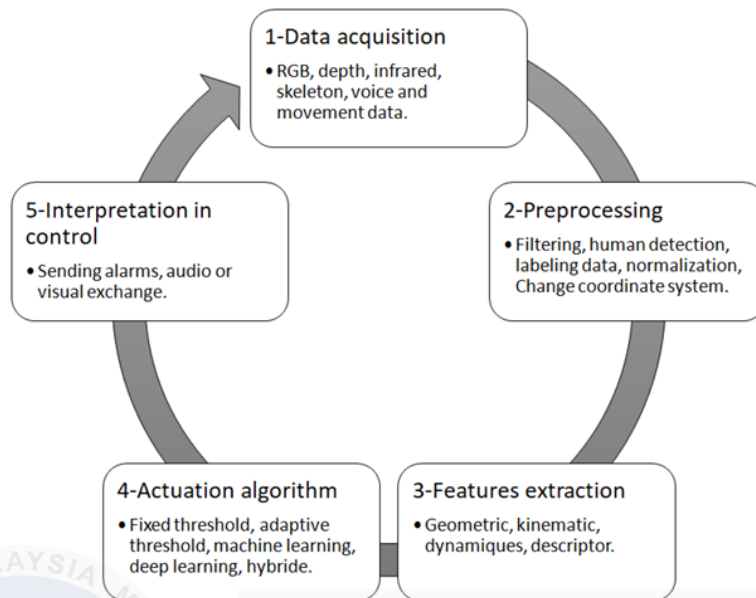 1-Data acquisition
• RGB, depth, infrared,
skeleton, voice and
movement data.
2-Preprocessing
• Filtering, human detection,
labeling data, normalization,
Change coordinate system.
3-Features extraction
• Geometric, kinematic,
dynamiques, descriptor.
4-Actuation algorithm
• Fixed threshold, adaptive
threshold, machine learning,
deep learning, hybride.
5-Interpretation in
control
• Sending alarms, audio or
visual exchange.